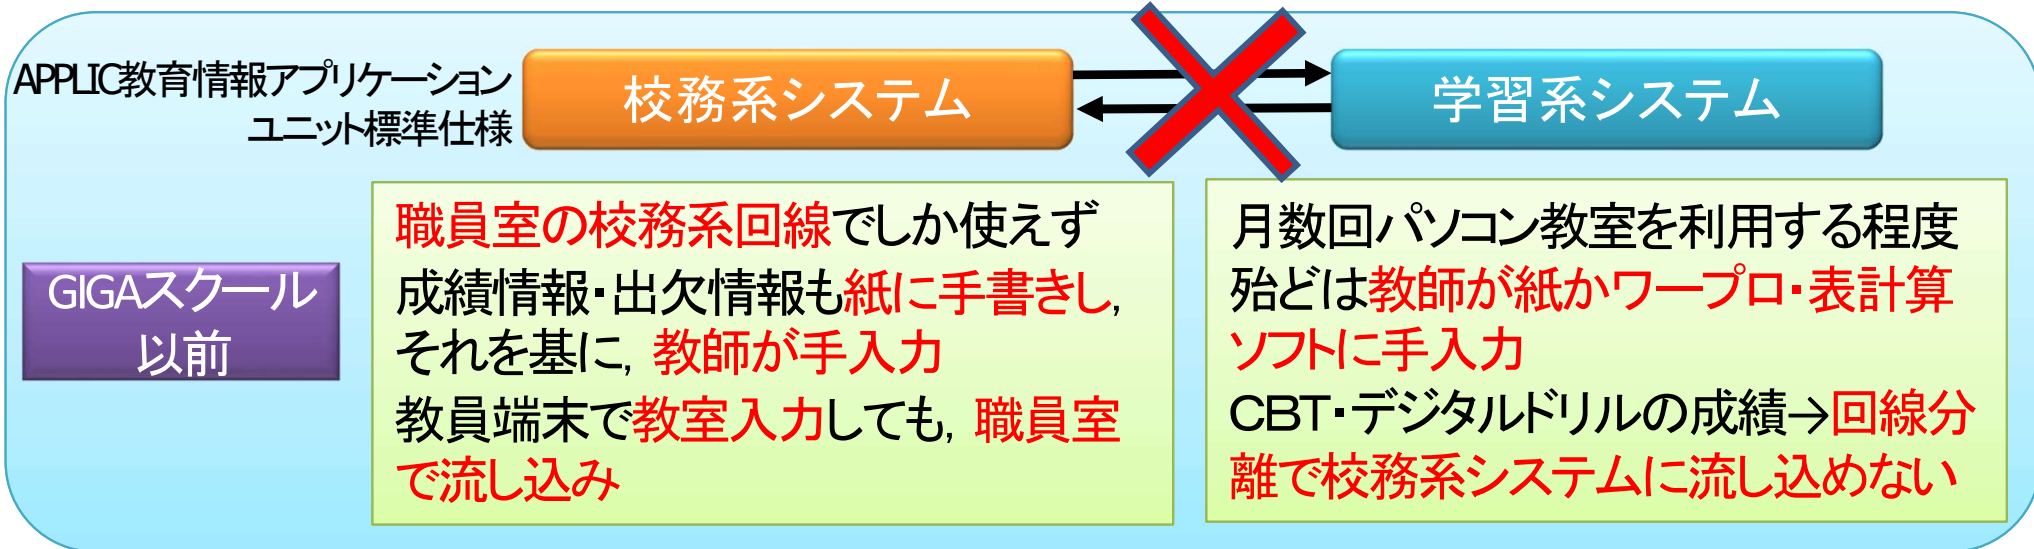 APPLIC教育情報アプリケーション
ユニット標準仕様
校務系システム
学習系システム
GIGAスクール
以前
職員室の校務系回線でしか使えず
成績情報・出欠情報も紙に手書きし,
それを基に, 教師が手入力
教員端末で教室入力しても, 職員室
で流し込み
月数回パソコン教室を利用する程度
殆どは教師が紙かワープロ・表計算
ソフトに手入力
CBT・デジタルドリルの成績→回線分
離で校務系システムに流し込めない